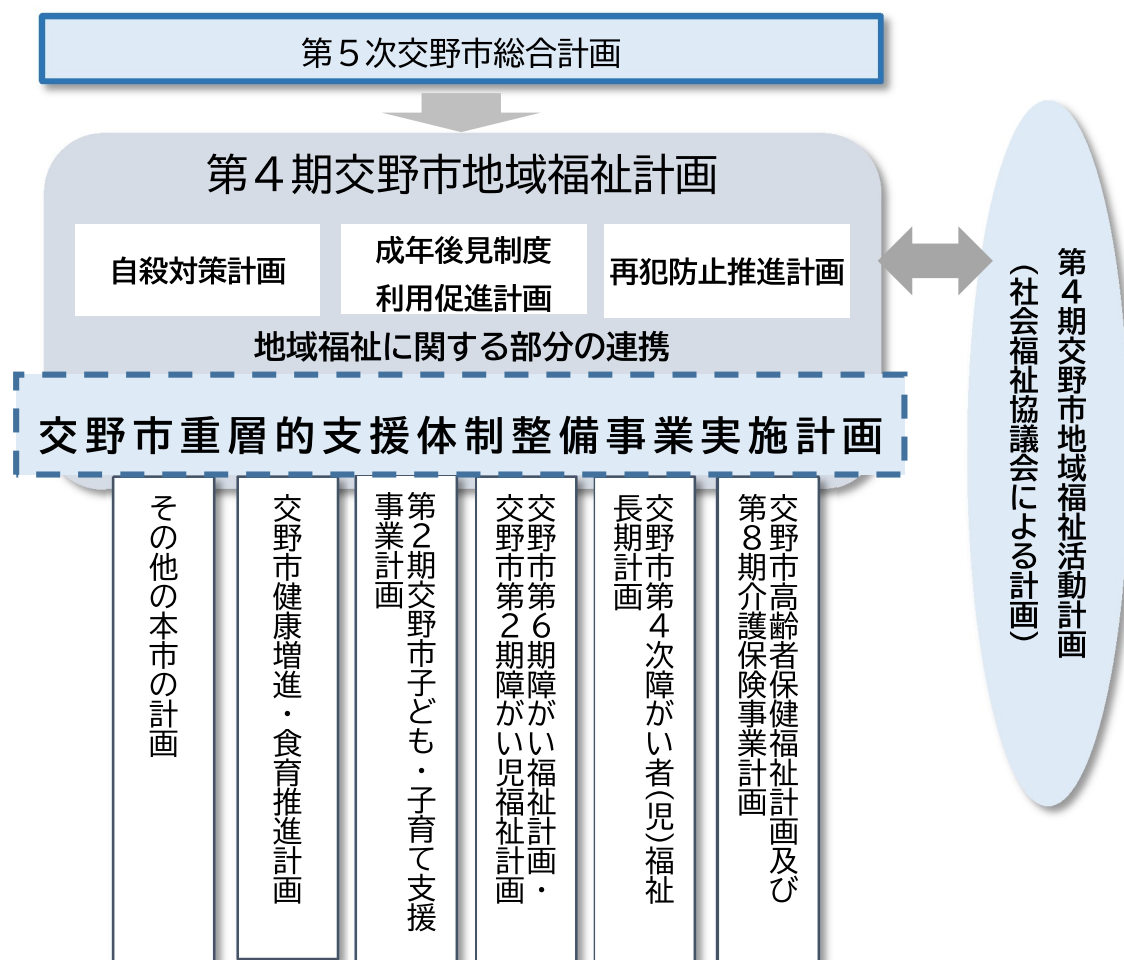 第５次交野市総合計画
第４期交野市地域福祉計画
自殺対策計画
成年後見制度
利用促進計画
再犯防止推進計画
地域福祉に関する部分の連携
交野市重層的支援体制整備事業実施計画
第４期交野市地域福祉活動計画
（社会福祉協議会による計画）
交野市高齢者保健福祉計画及び
第８期介護保険事業計画
交野市第４次障がい者(児)福祉
長期計画
交野市第６期障がい福祉計画・
交野市第２期障がい児福祉計画
第２期交野市子ども・子育て支援
事業計画
交野市健康増進・食育推進計画
その他の本市の計画